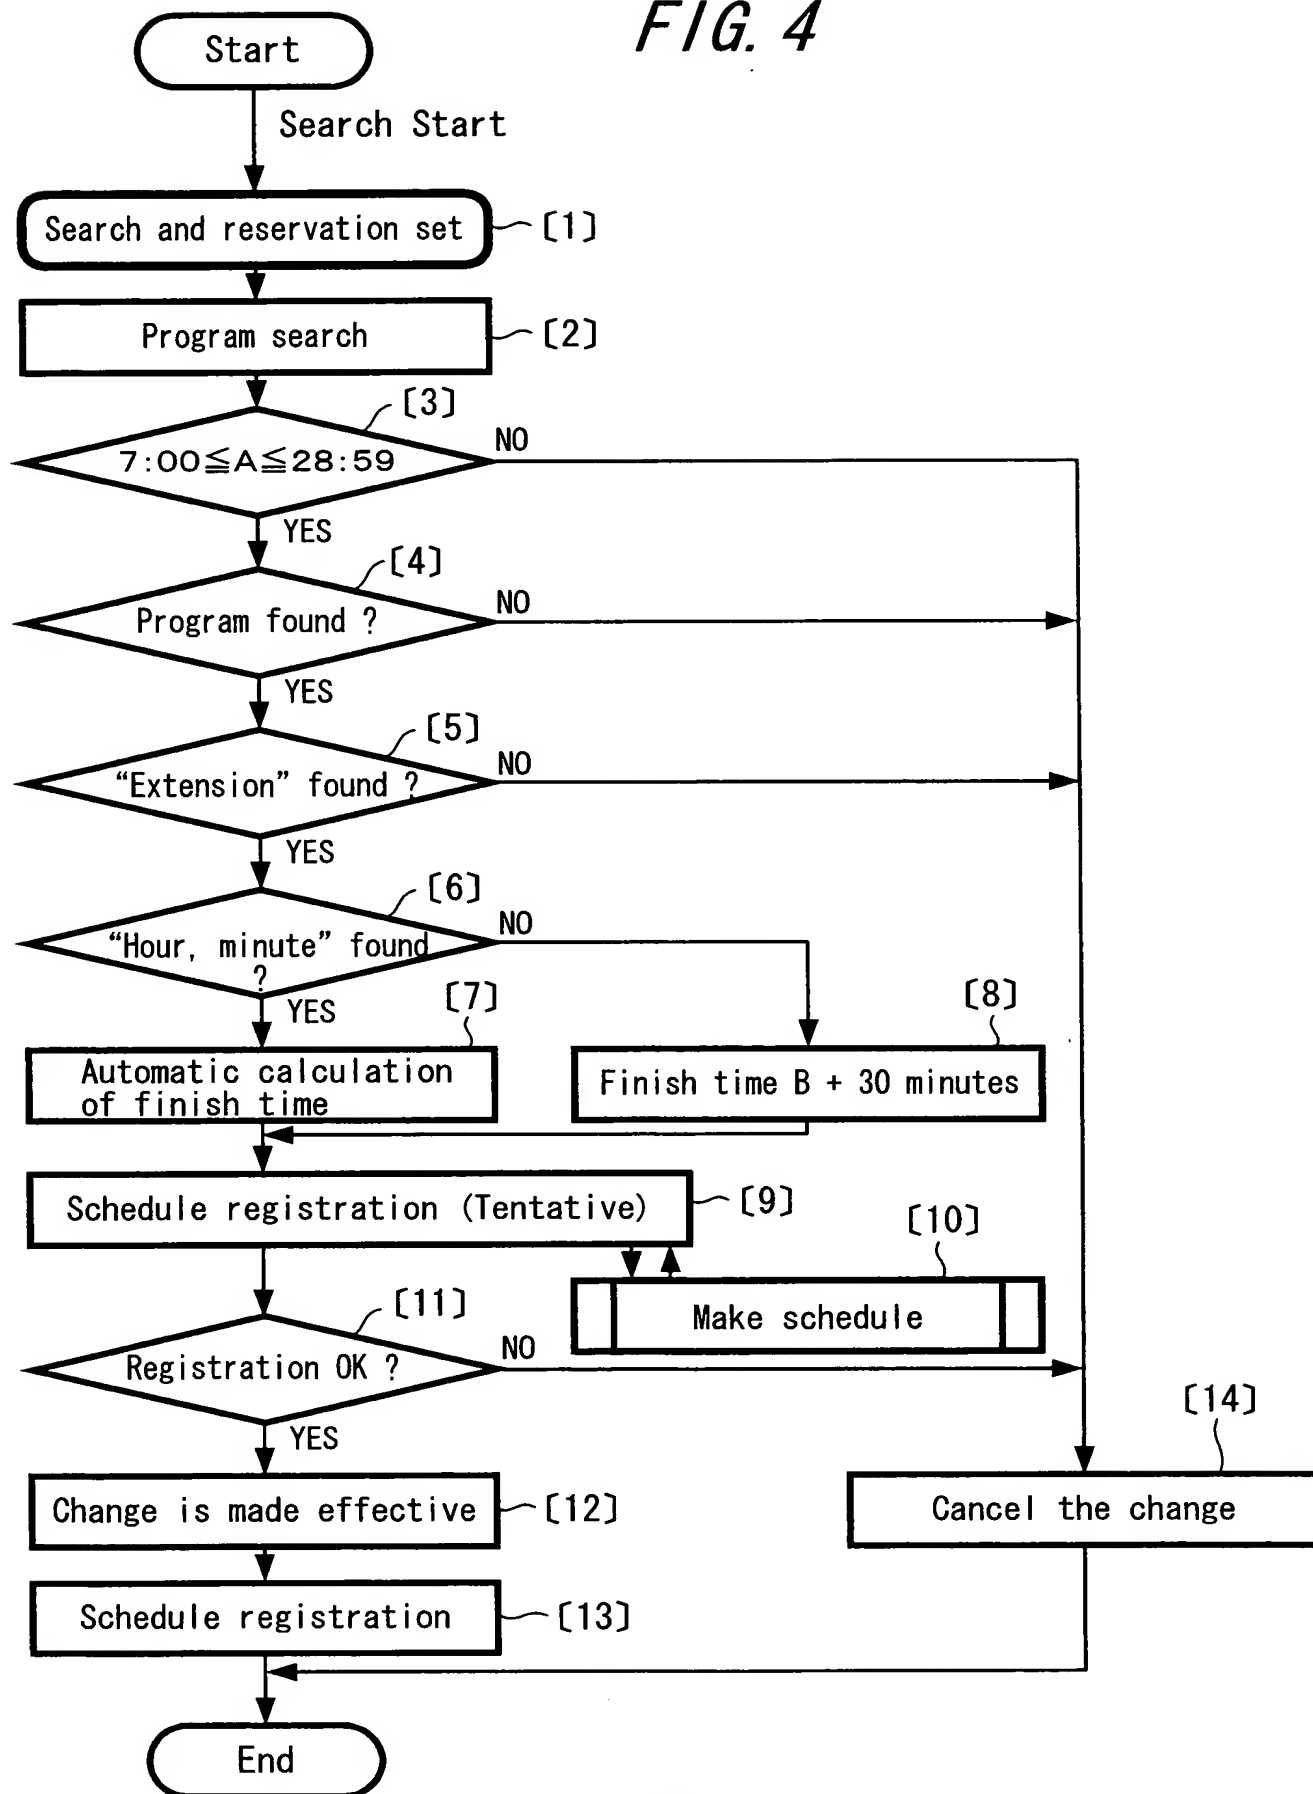 FIG. 4
Start
Search Start
Search and reservation set
[1]
Program search
[2]
[3]
7:00≦A≦28:59
NO
YES
[4]
Program found ?
NO
YES
[5]
“Extension” found ?
NO
YES
[6]
“Hour, minute” found
?
NO
YES
[7]
Automatic calculation
of finish time
[8]
Finish time B + 30 minutes
Schedule registration (Tentative)
[9]
[10]
Make schedule
[11]
Registration OK ?
NO
YES
Change is made effective
[12]
[14]
Cancel the change
Schedule registration
[13]
End